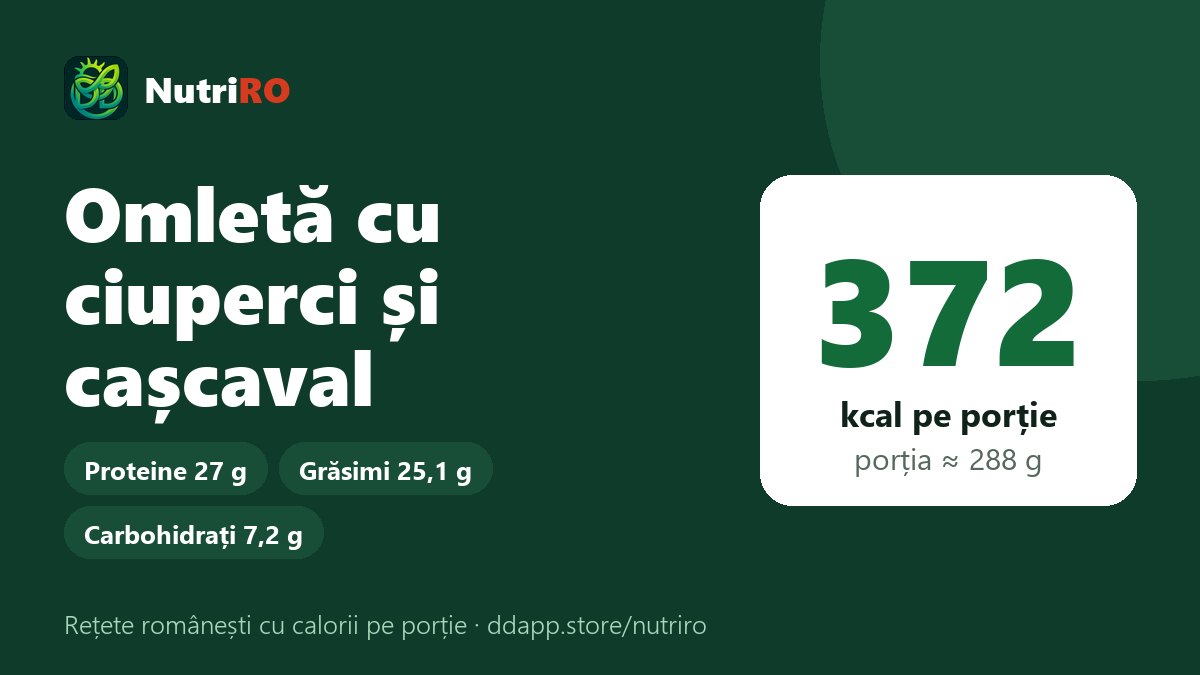 NutriRO
Omletă cu
ciuperci și
cașcaval
Proteine 27 g
Grăsimi 25,1 g
Carbohidrați 7,2 g
372
kcal pe porție
porția ≈ 288 g
Rețete românești cu calorii pe porție · ddapp.store/nutriro